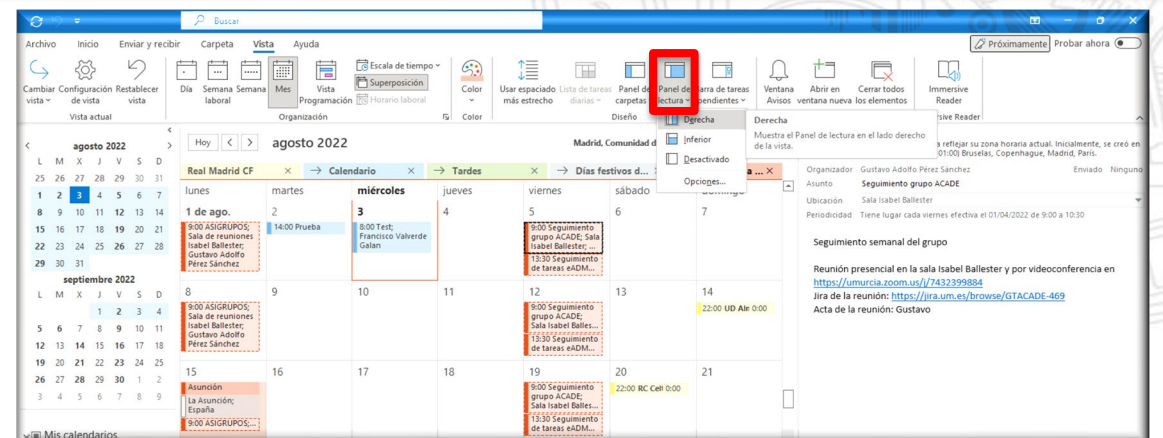 Buscar
Archivo Inicio Enviar y recibir Carpeta Vista Ayuda
Próximamente Probar ahora
Cambiar vista
Configuración de vista
Restablecer vista
Vista actual
Día
Semana laboral
Semana
Mes
Vista Programación
Escala de tiempo
Superposición
Horario laboral
Organización
Color
Color
Usar espaciado más estrecho
Lista de tareas diarias
Panel de carpetas
Panel de lectura
Barra de tareas pendientes
Diseño
Ventana Avisos
Abrir en ventana nueva
Cerrar todos los elementos
Immersive Reader
Derecha
Inferior
Desactivado
Opciones...
Derecha
Muestra el Panel de lectura en el lado derecho
de la vista.
agosto 2022
L M X J V S D
25 26 27 28 29 30 31
1 2 3 4 5 6 7
8 9 10 11 12 13 14
15 16 17 18 19 20 21
22 23 24 25 26 27 28
29 30 31
septiembre 2022
L M X J V S D
1 2 3 4
5 6 7 8 9 10 11
12 13 14 15 16 17 18
19 20 21 22 23 24 25
26 27 28 29 30 1 2
3 4 5 6 7 8 9
Mis calendarios
Hoy agosto 2022 Madrid, Comunidad d
Real Madrid CF × → Calendario × → Tardes × → Días festivos d...
lunes martes miércoles jueves viernes sábado domingo
1 de ago. 2 3 4 5 6 7
9:00 ASIGRUPOS;
Sala de reuniones
Isabel Ballester;
Gustavo Adolfo
Pérez Sánchez
14:00 Prueba
8:00 Test;
Francisco Valverde
Galan
9:00 Seguimiento
grupo ACADE; Sala
Isabel Ballester; ...
13:30 Seguimiento
de tareas eADM...
8 9 10 11 12 13 14
9:00 ASIGRUPOS;
Sala de reuniones
Isabel Ballester;
Gustavo Adolfo
Pérez Sánchez
9:00 Seguimiento
grupo ACADE;
Sala Isabel Balles...
13:30 Seguimiento
de tareas eADM...
22:00 UD Alm 0:00
15 16 17 18 19 20 21
Asunción
La Asunción;
España
9:00 ASIGRUPOS;...
9:00 Seguimiento
grupo ACADE;
Sala Isabel Balles...
13:30 Seguimiento
de tareas eADM...
22:00 RC Celt 0:00
a reflejar su zona horaria actual. Inicialmente, se creó en
01:00) Bruselas, Copenhague, Madrid, París.
Organizador Gustavo Adolfo Pérez Sánchez Enviado Ninguno
Asunto Seguimiento grupo ACADE
Ubicación Sala Isabel Ballester
Periodicidad Tiene lugar cada viernes efectiva el 01/04/2022 de 9:00 a 10:30
Seguimiento semanal del grupo
Reunión presencial en la sala Isabel Ballester y por videoconferencia en
https://umurcia.zoom.us/j/7432399884
Jira de la reunión: https://jira.um.es/browse/GTACADE-469
Acta de la reunión: Gustavo